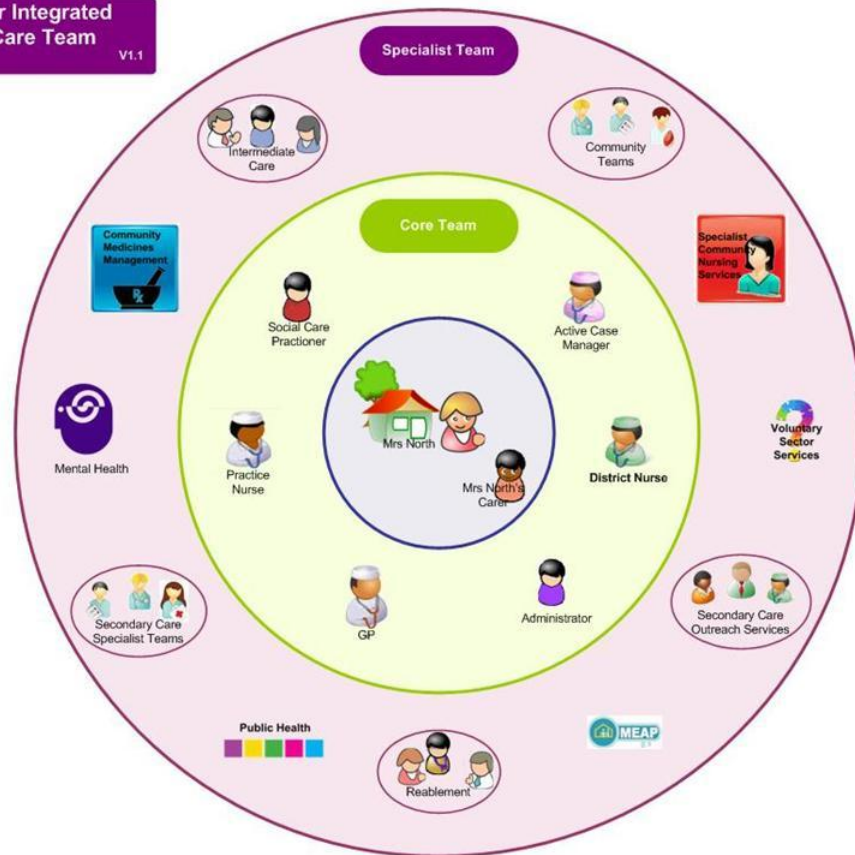 r Integrated
Care Team
V1.1
Specialist Team
Intermediate
Care
Community
Teams
Community
Medicines
Management
Specialist
Community
Nursing
Services
Core Team
Social Care
Practioner
Active Case
Manager
Mental Health
Practice
Nurse
Mrs North
Mrs North's
Carer
District Nurse
Voluntary
Sector
Services
Secondary Care
Specialist Teams
GP
Administrator
Secondary Care
Outreach Services
Public Health
MEAP
Reablement